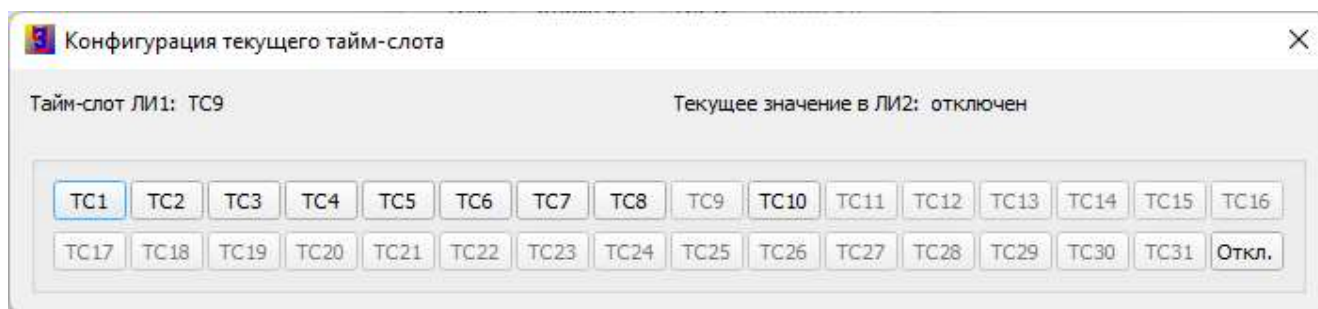 Конфигурация текущего тайм-слота
Тайм-слот ЛИ1: ТС9 Текущее значение в ЛИ2: отключен
ТС1 ТС2 ТС3 ТС4 ТС5 ТС6 ТС7 ТС8 ТС9 ТС10 ТС11 ТС12 ТС13 ТС14 ТС15 ТС16
ТС17 ТС18 ТС19 ТС20 ТС21 ТС22 ТС23 ТС24 ТС25 ТС26 ТС27 ТС28 ТС29 ТС30 ТС31 Откл.